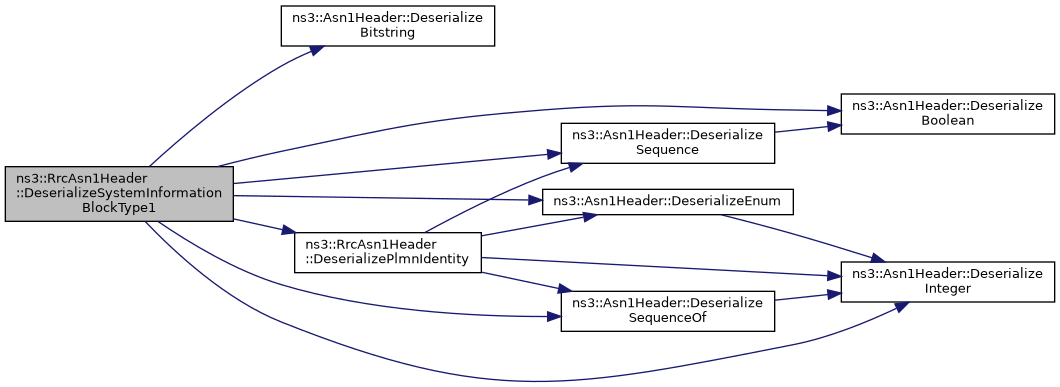 ns3::Asn1Header::Deserialize
Bitstring
ns3::Asn1Header::Deserialize
Boolean
ns3::Asn1Header::Deserialize
Sequence
ns3::RrcAsn1Header
::DeserializeSystemInformation
BlockType1
ns3::Asn1Header::DeserializeEnum
ns3::RrcAsn1Header
::DeserializePlmnIdentity
ns3::Asn1Header::Deserialize
Integer
ns3::Asn1Header::Deserialize
SequenceOf